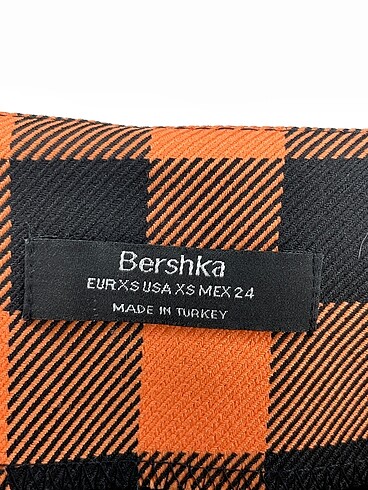 Bershka
EUR XS USA XS MEX 24
MADE IN TURKEY